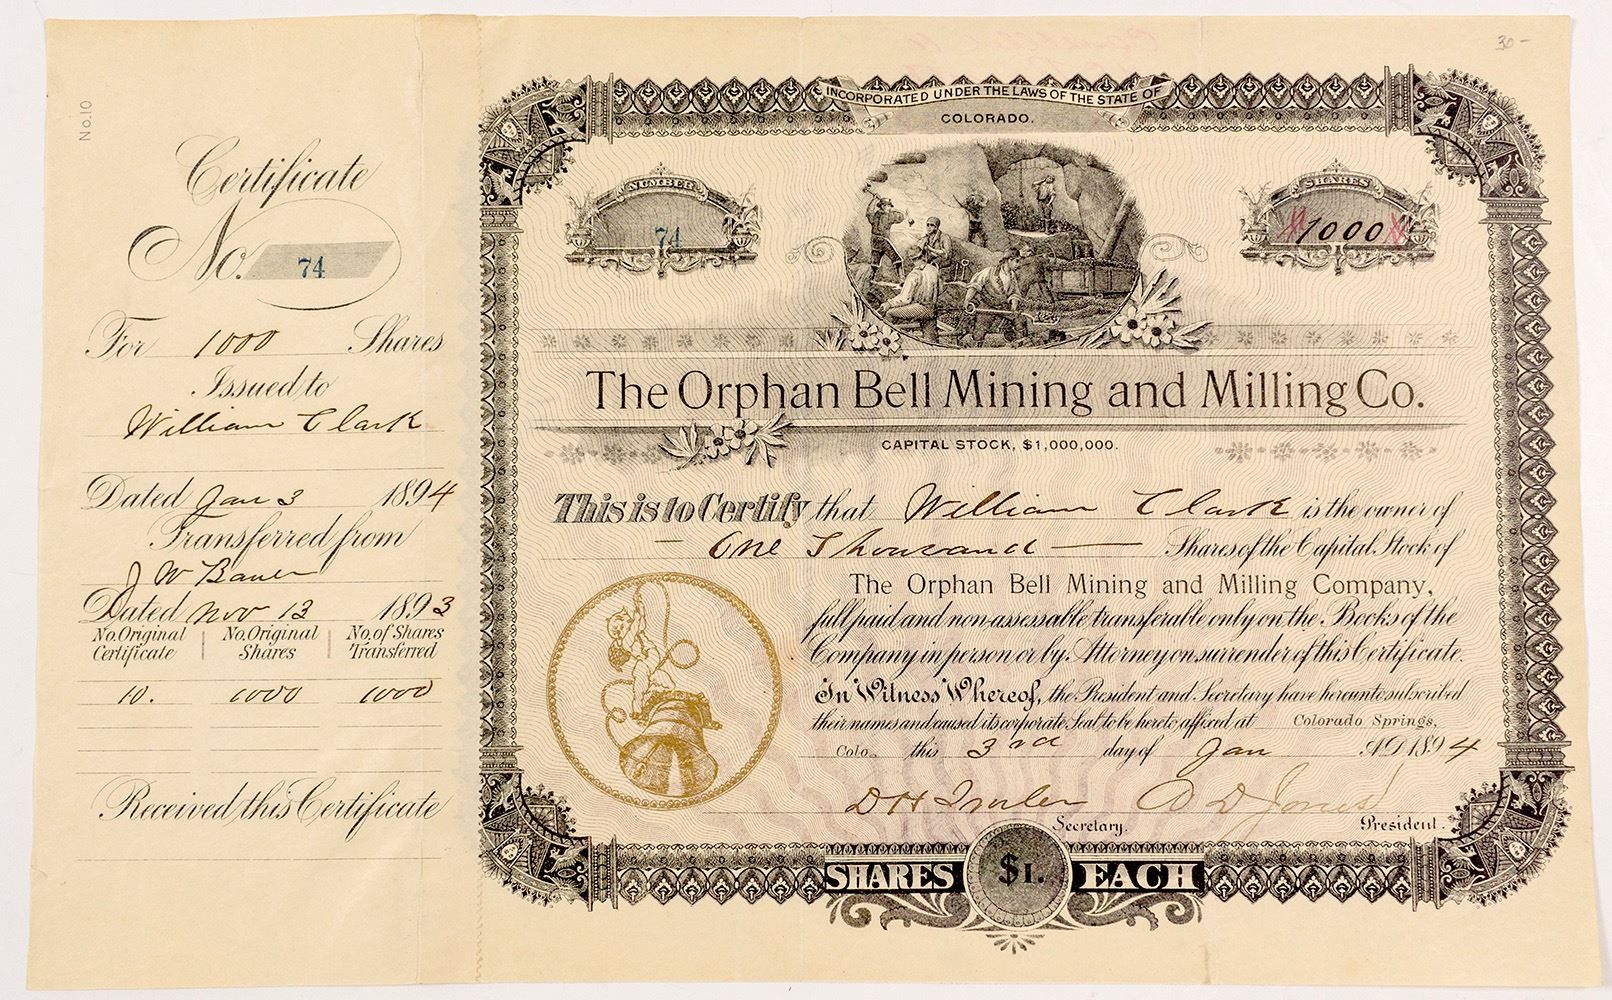 No. 10
Certificate
No. 74
For 1000 Shares
Issued to
William Clark
Dated Jan 3 1894
Transferred from
J W Bauer
Dated Nov 13 1893
No. Original Certificate | No. Original Shares | No. of Shares Transferred
10. 1000 1000
Received this Certificate
30-
INCORPORATED UNDER THE LAWS OF THE STATE OF
COLORADO.
NUMBER
74
SHARES
1000
The Orphan Bell Mining and Milling Co.
CAPITAL STOCK, $1,000,000.
This is to Certify that William Clark is the owner of
— One Thousand — Shares of the Capital Stock of
The Orphan Bell Mining and Milling Company,
full paid and non-assessable transferable only on the Books of the
Company in person or by Attorney on surrender of this Certificate.
In Witness Whereof, the President and Secretary have hereunto subscribed
their names and caused its corporate Seal to be hereto affixed at Colorado Springs,
Colo. this 3rd day of Jan A.D. 1894
D H
Secretary.
A D Jones
President.
SHARES $1. EACH